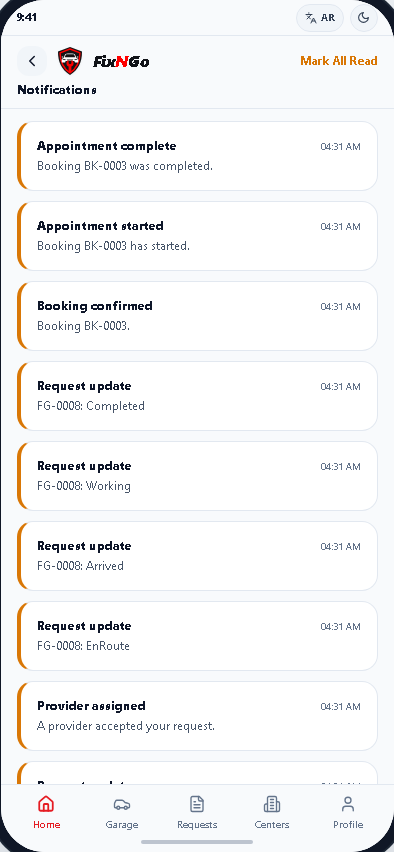 9:41
AR
FixNGo
Mark All Read
Notifications
Appointment complete
04:31 AM
Booking BK-0003 was completed.
Appointment started
04:31 AM
Booking BK-0003 has started.
Booking confirmed
04:31 AM
Booking BK-0003.
Request update
04:31 AM
FG-0008: Completed
Request update
04:31 AM
FG-0008: Working
Request update
04:31 AM
FG-0008: Arrived
Request update
04:31 AM
FG-0008: EnRoute
Provider assigned
04:31 AM
A provider accepted your request.
Home
Garage
Requests
Centers
Profile